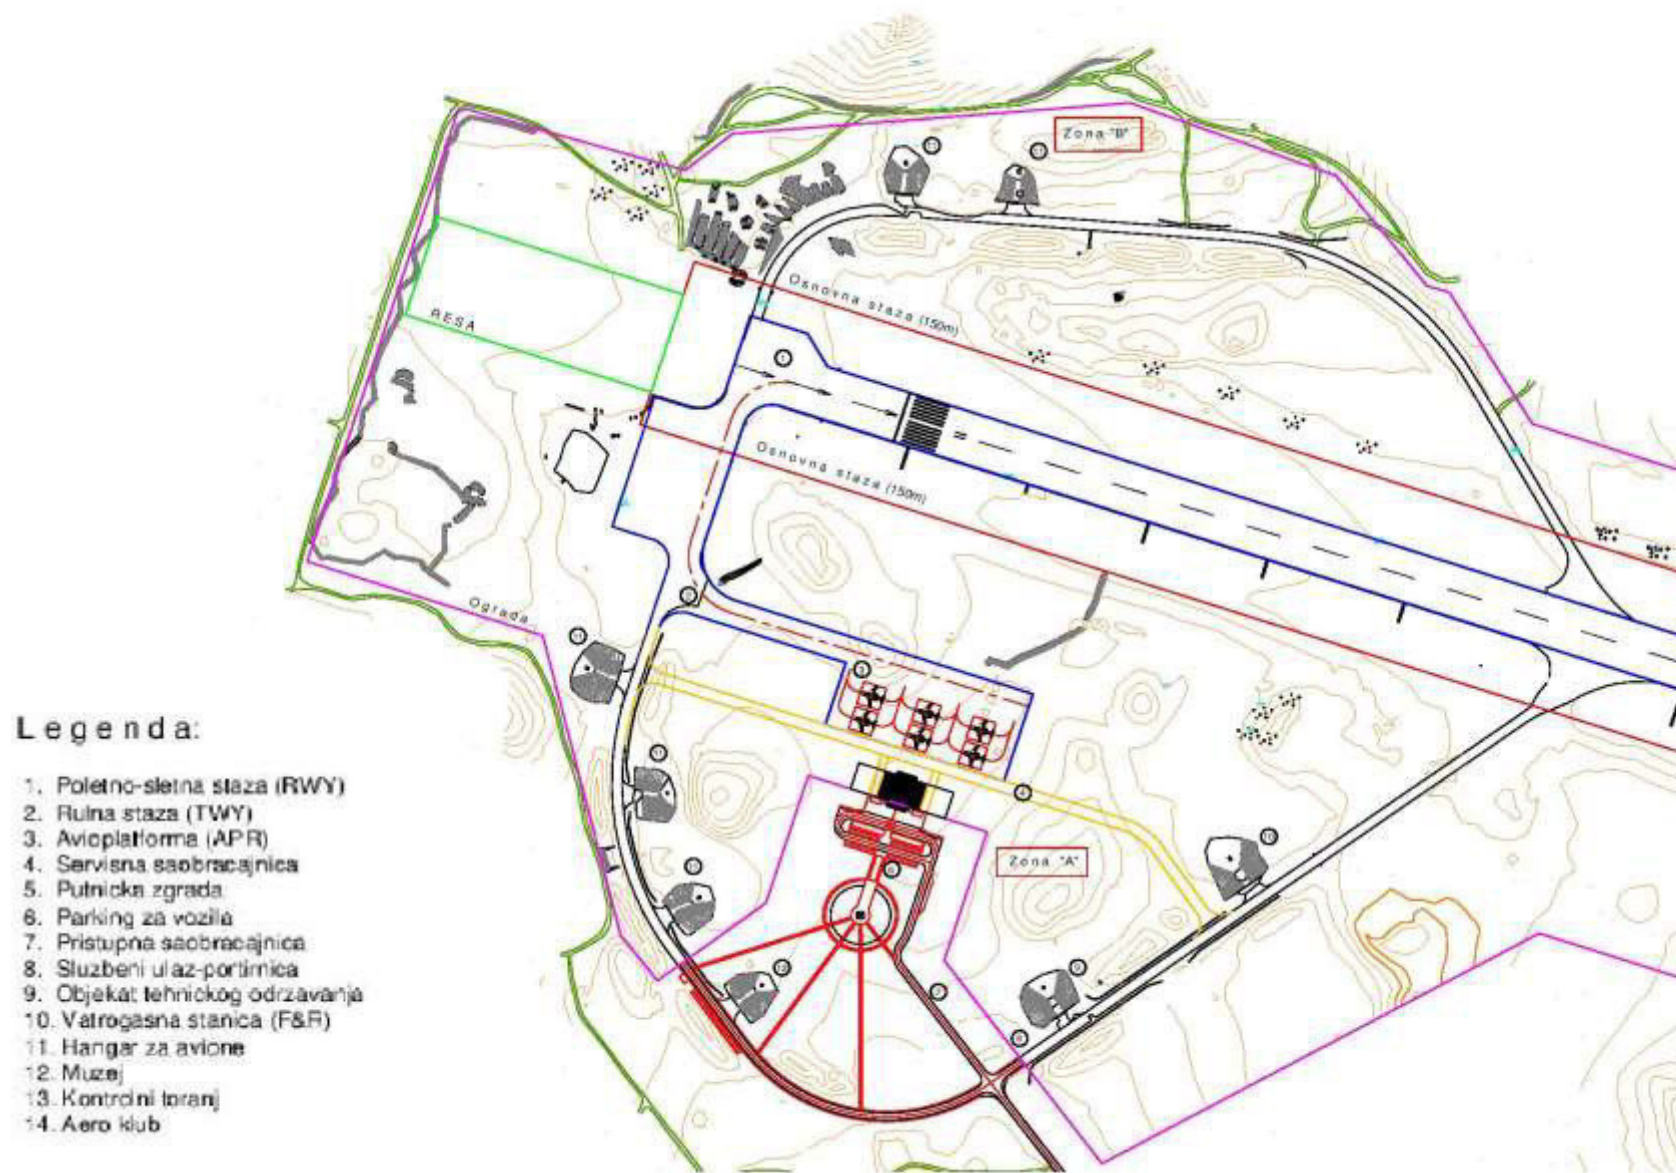 Zona "B"
Osnovna staza (150m)
RESA
Osnovna staza (150m)
Ograda
Zona "A"
Legenda:
1. Poletno-sletna staza (RWY)
2. Rulna staza (TWY)
3. Avioplatforma (APR)
4. Servisna saobracajnica
5. Putnicka zgrada
6. Parking za vozila
7. Pristupna saobracajnica
8. Sluzbeni ulaz-portirnica
9. Objekat tehnickog odrzavanja
10. Vatrogasna stanica (F&R)
11. Hangar za avione
12. Muzej
13. Kontrolni toranj
14. Aero klub